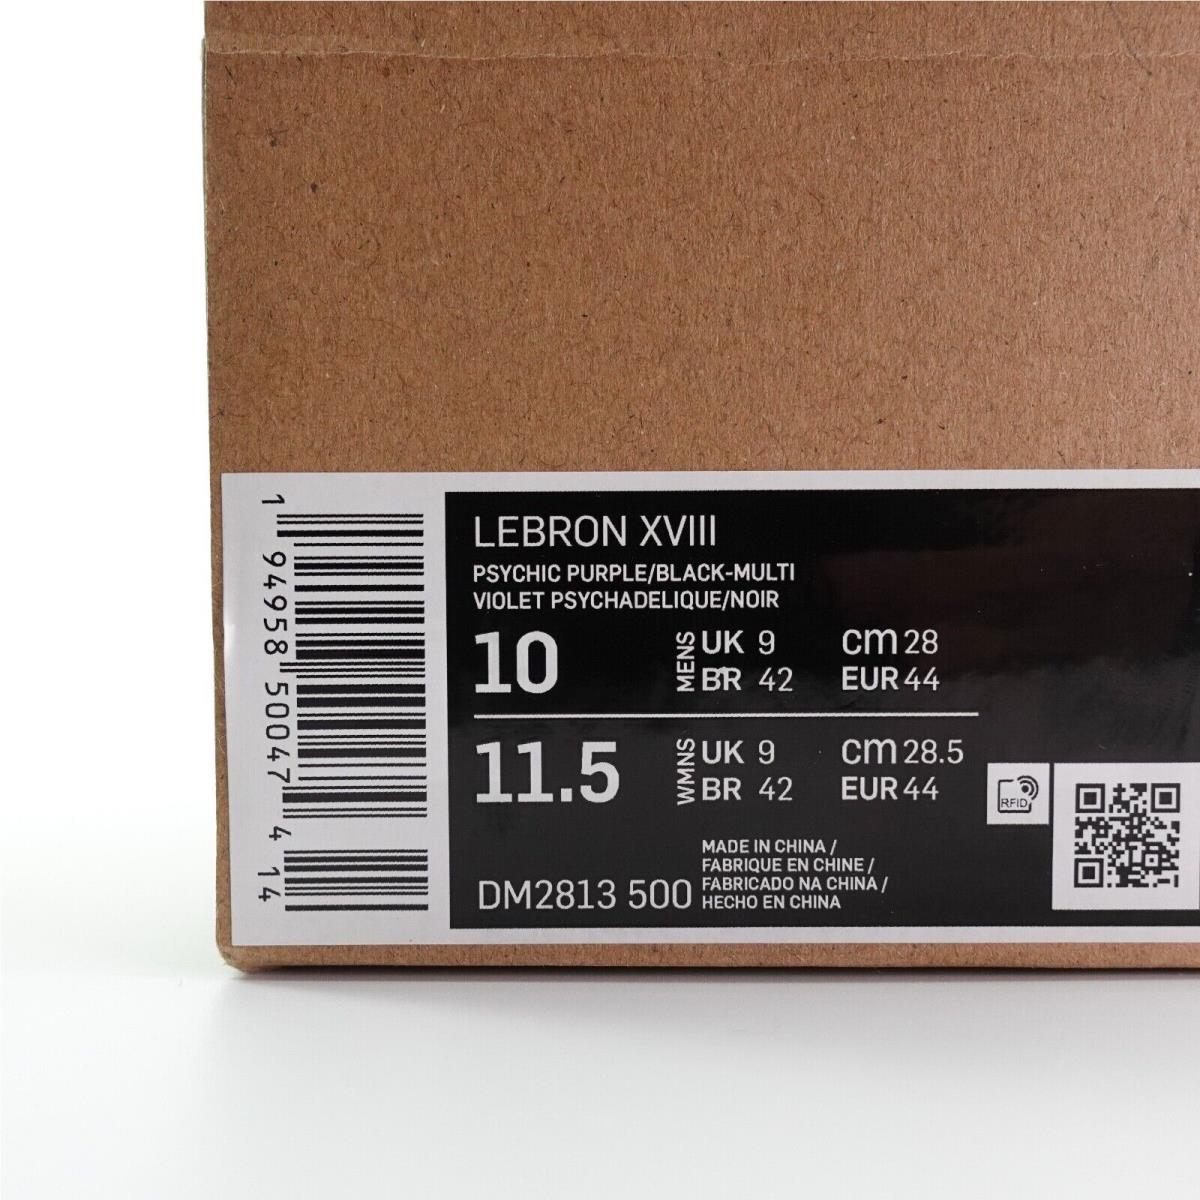 LEBRON XVIII
PSYCHIC PURPLE/BLACK-MULTI
VIOLET PSYCHADELIQUE/NOIR
10 MENS UK 9 cm 28
BR 42 EUR 44
11.5 WMNS UK 9 cm 28.5
BR 42 EUR 44
RFID
MADE IN CHINA /
FABRIQUE EN CHINE /
FABRICADO NA CHINA /
HECHO EN CHINA
DM2813 500
1 94958 50047 4 14